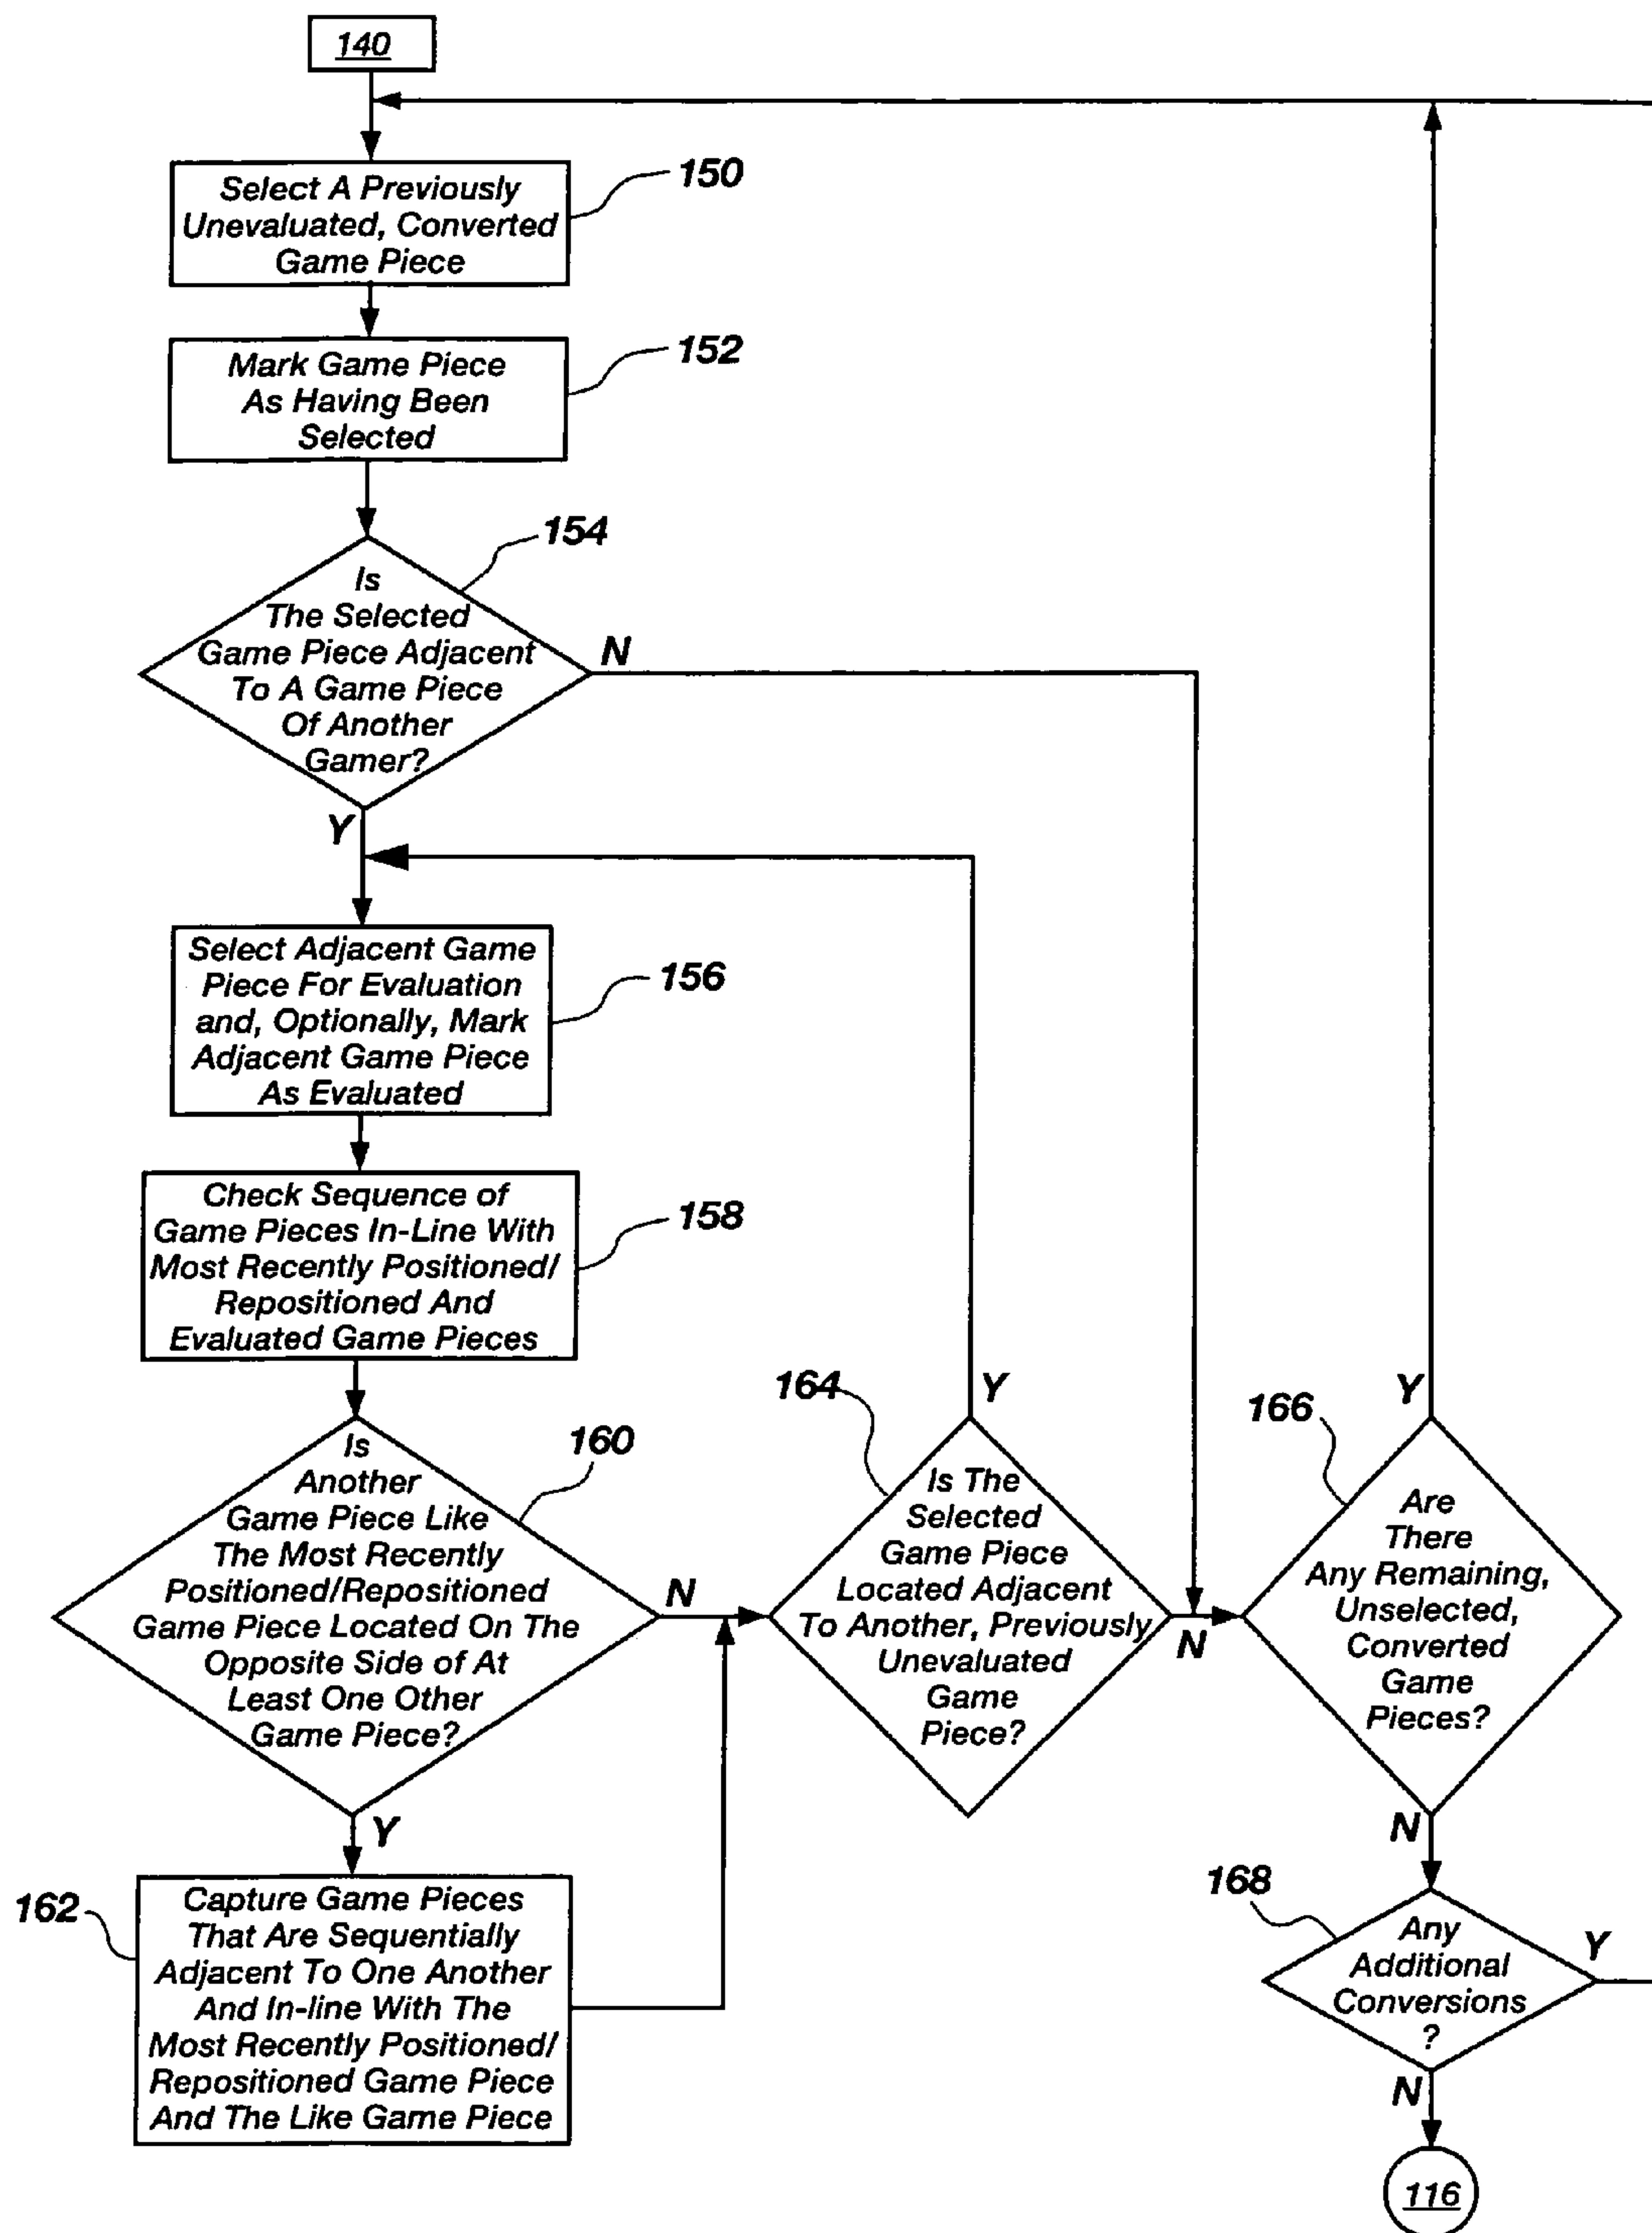 140
Select A Previously
Unevaluated, Converted
Game Piece
150
Mark Game Piece
As Having Been
Selected
152
Is
The Selected
Game Piece Adjacent
To A Game Piece
Of Another
Gamer?
154
N
Y
Select Adjacent Game
Piece For Evaluation
and, Optionally, Mark
Adjacent Game Piece
As Evaluated
156
Check Sequence of
Game Pieces In-Line With
Most Recently Positioned/
Repositioned And
Evaluated Game Pieces
158
Is
Another
Game Piece Like
The Most Recently
Positioned/Repositioned
Game Piece Located On The
Opposite Side of At
Least One Other
Game Piece?
160
N
Y
162
Capture Game Pieces
That Are Sequentially
Adjacent To One Another
And In-line With The
Most Recently Positioned/
Repositioned Game Piece
And The Like Game Piece
164
Y
Is The
Selected
Game Piece
Located Adjacent
To Another, Previously
Unevaluated
Game
Piece?
N
166
Y
Are
There
Any Remaining,
Unselected,
Converted
Game
Pieces?
N
168
Any
Additional
Conversions
?
Y
N
116